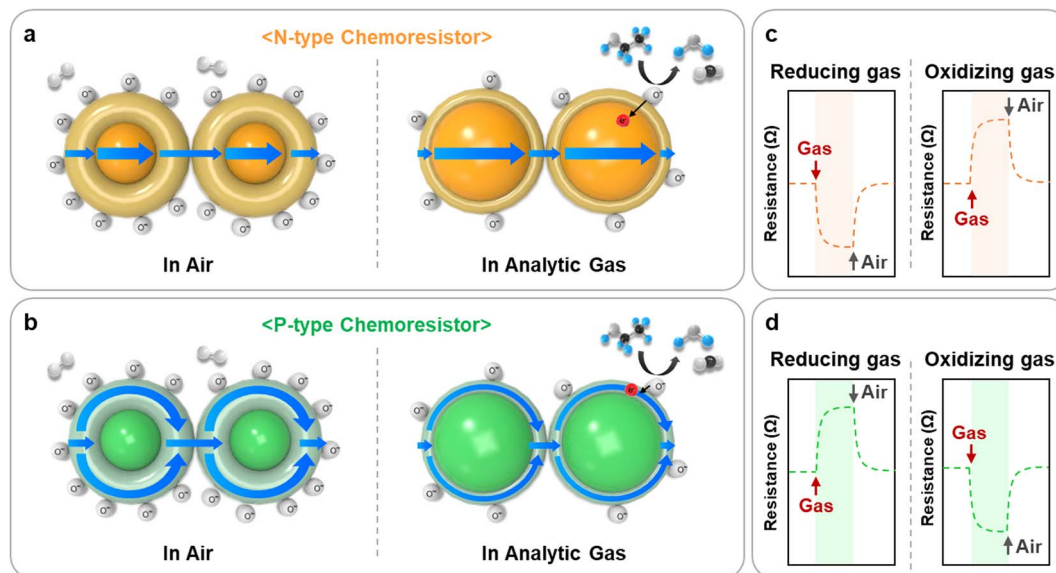 a
<N-type Chemoresistor>
O⁻ O⁻ O⁻ O⁻ O⁻ O⁻ O⁻ O⁻ O⁻ O⁻ O⁻ O⁻ O⁻ O⁻ O⁻
O⁻ O⁻ O⁻ O⁻ O⁻ O⁻
e⁻
In Air
In Analytic Gas
c
Reducing gas
Oxidizing gas
Resistance (Ω)
Gas
Air
Resistance (Ω)
Gas
Air
b
<P-type Chemoresistor>
O⁻ O⁻ O⁻ O⁻ O⁻ O⁻ O⁻ O⁻ O⁻ O⁻ O⁻ O⁻ O⁻ O⁻ O⁻
O⁻ O⁻ O⁻ O⁻ O⁻ O⁻
e⁻
In Air
In Analytic Gas
d
Reducing gas
Oxidizing gas
Resistance (Ω)
Gas
Air
Resistance (Ω)
Gas
Air